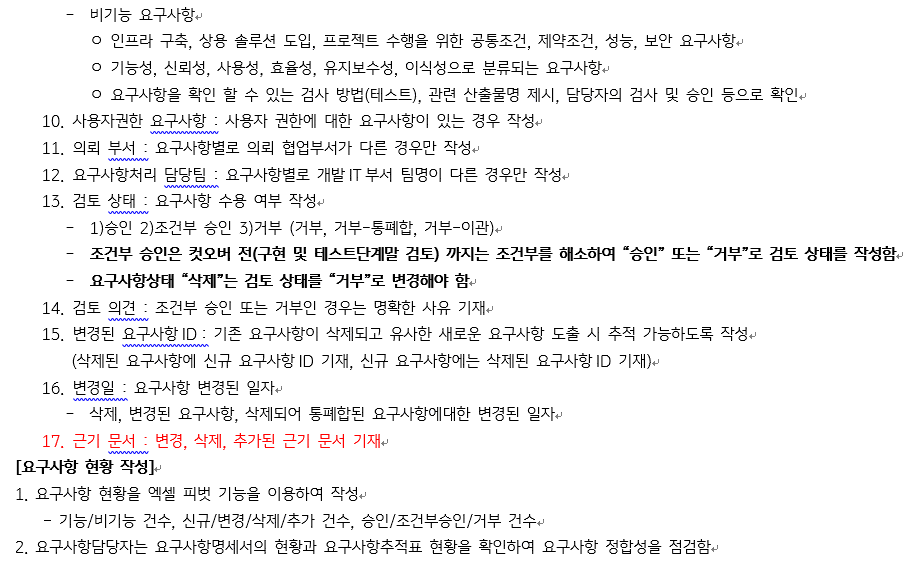 - 비기능 요구사항
○ 인프라 구축, 상용 솔루션 도입, 프로젝트 수행을 위한 공통조건, 제약조건, 성능, 보안 요구사항
○ 기능성, 신뢰성, 사용성, 효율성, 유지보수성, 이식성으로 분류되는 요구사항
○ 요구사항을 확인 할 수 있는 검사 방법(테스트), 관련 산출물명 제시, 담당자의 검사 및 승인 등으로 확인
10. 사용자권한 요구사항 : 사용자 권한에 대한 요구사항이 있는 경우 작성
11. 의뢰 부서 : 요구사항별로 의뢰 협업부서가 다른 경우만 작성
12. 요구사항처리 담당팀 : 요구사항별로 개발IT부서 팀명이 다른 경우만 작성
13. 검토 상태 : 요구사항 수용 여부 작성
- 1)승인 2)조건부 승인 3)거부 (거부, 거부-통폐합, 거부-이관)
- 조건부 승인은 컷오버 전(구현 및 테스트단계말 검토) 까지는 조건부를 해소하여 “승인” 또는 “거부”로 검토 상태를 작성함
- 요구사항상태 “삭제”는 검토 상태를 “거부”로 변경해야 함
14. 검토 의견 : 조건부 승인 또는 거부인 경우는 명확한 사유 기재
15. 변경된 요구사항ID : 기존 요구사항이 삭제되고 유사한 새로운 요구사항 도출 시 추적 가능하도록 작성
(삭제된 요구사항에 신규 요구사항ID 기재, 신규 요구사항에는 삭제된 요구사항ID 기재)
16. 변경일 : 요구사항 변경된 일자
- 삭제, 변경된 요구사항, 삭제되어 통폐합된 요구사항에대한 변경된 일자
17. 근기 문서 : 변경, 삭제, 추가된 근기 문서 기재
[요구사항 현황 작성]
1. 요구사항 현황을 엑셀 피벗 기능을 이용하여 작성
- 기능/비기능 건수, 신규/변경/삭제/추가 건수, 승인/조건부승인/거부 건수
2. 요구사항담당자는 요구사항명세서의 현황과 요구사항추적표 현황을 확인하여 요구사항 정합성을 점검함